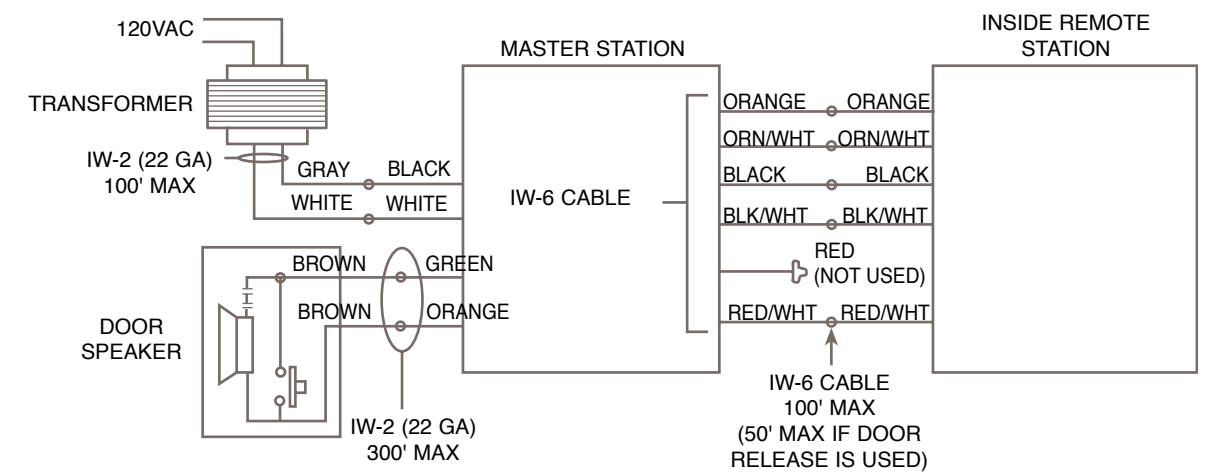 120VAC
TRANSFORMER
IW-2 (22 GA)
100' MAX
GRAY BLACK
WHITE WHITE
DOOR
SPEAKER
BROWN GREEN
BROWN ORANGE
IW-2 (22 GA)
300' MAX
MASTER STATION
IW-6 CABLE
ORANGE ORANGE
ORN/WHT ORN/WHT
BLACK BLACK
BLK/WHT BLK/WHT
RED
(NOT USED)
RED/WHT RED/WHT
IW-6 CABLE
100' MAX
(50' MAX IF DOOR
RELEASE IS USED)
INSIDE REMOTE
STATION